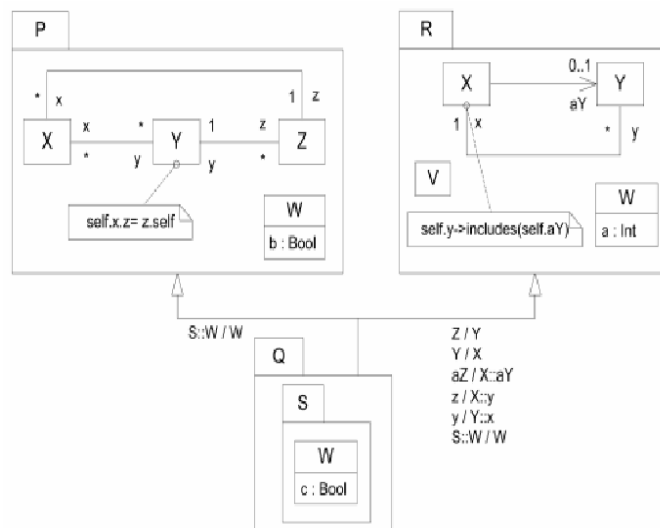 P
R
* x
1 z
X
x
*
*
y
Y
1
y
z
*
Z
self.x.z= z.self
W
b : Bool
X
0..1
aY
Y
1 x
* y
V
self.y->includes(self.aY)
W
a : Int
S::W / W
Z / Y
Y / X
aZ / X::aY
z / X::y
y / Y::x
S::W / W
Q
S
W
c : Bool